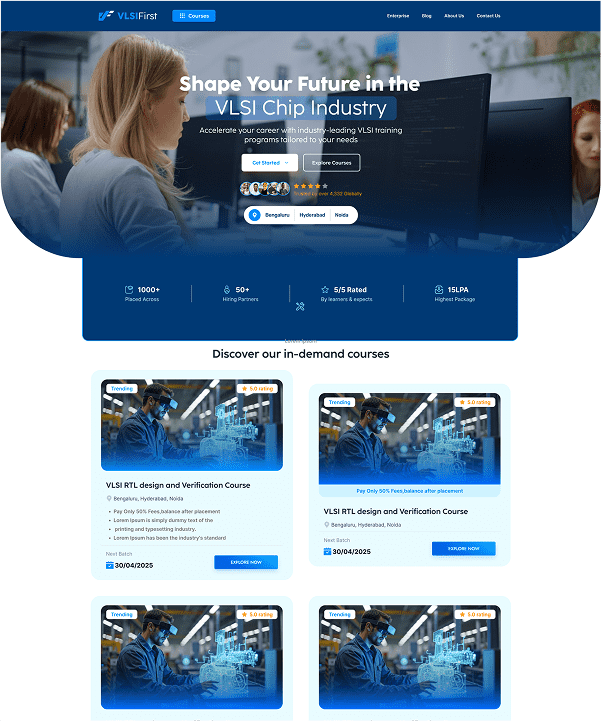 VLSIFirst
Courses
Enterprise
Blog
About Us
Contact Us
Shape Your Future in the
VLSI Chip Industry
Accelerate your career with industry-leading VLSI training
programs tailored to your needs
Get Started
Explore Courses
Trusted by over 4,332 Globally
Bengaluru
Hyderabad
Noida
1000+
Placed Across
50+
Hiring Partners
5/5 Rated
By learners & expects
15LPA
Highest Package
Discover our in-demand courses
Trending
5.0 rating
VLSI RTL design and Verification Course
Bengaluru, Hyderabad, Noida
• Pay Only 50% Fees,balance after placement
• Lorem Ipsum is simply dummy text of the
• printing and typesetting industry.
• Lorem Ipsum has been the industry's standard
Next Batch
30/04/2025
EXPLORE NOW
Trending
5.0 rating
Pay Only 50% Fees,balance after placement
VLSI RTL design and Verification Course
Bengaluru, Hyderabad, Noida
Next Batch
30/04/2025
EXPLORE NOW
Trending
5.0 rating
Trending
5.0 rating